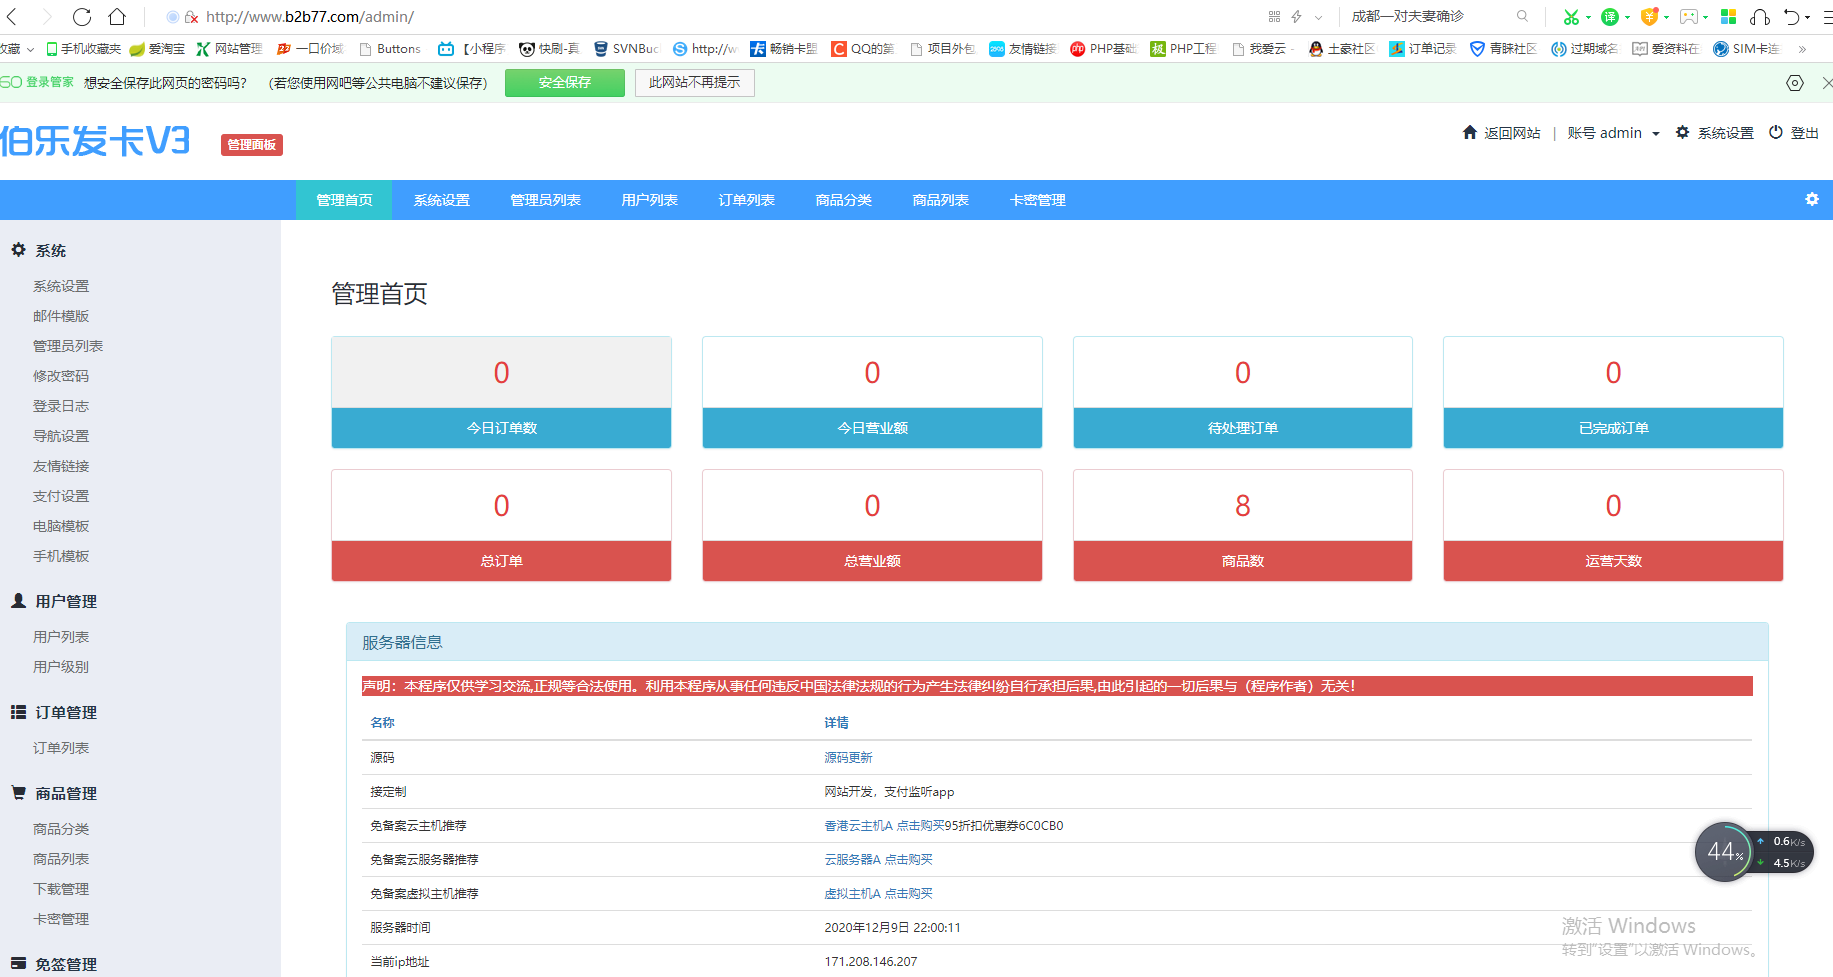 http://www.b2b77.com/admin/
成都一对夫妻确诊
收藏 手机收藏夹 爱淘宝 网站管理 一口价域 Buttons 【小程序 快刷-真 SVNBuc http://w 畅销卡盟 QQ的第 项目外包 友情链接 PHP基础 PHP工程 我爱云 - 土豪社区 订单记录 青睐社区 过期域名 爱资料在 SIM卡连 »
登录管家 想安全保存此网页的密码吗? （若您使用网吧等公共电脑不建议保存） 安全保存 此网站不再提示
伯乐发卡V3 管理面板
返回网站 | 账号 admin 系统设置 登出
管理首页 系统设置 管理员列表 用户列表 订单列表 商品分类 商品列表 卡密管理
系统
系统设置
邮件模版
管理员列表
修改密码
登录日志
导航设置
友情链接
支付设置
电脑模板
手机模板
用户管理
用户列表
用户级别
订单管理
订单列表
商品管理
商品分类
商品列表
下载管理
卡密管理
免签管理
管理首页
0 0 0 0
今日订单数 今日营业额 待处理订单 已完成订单
0 0 8 0
总订单 总营业额 商品数 运营天数
服务器信息
声明：本程序仅供学习交流,正规等合法使用。利用本程序从事任何违反中国法律法规的行为产生法律纠纷自行承担后果,由此引起的一切后果与（程序作者）无关！
名称 详情
源码 源码更新
接定制 网站开发，支付监听app
免备案云主机推荐 香港云主机A 点击购买95折扣优惠券6C0CB0
免备案云服务器推荐 云服务器A 点击购买
免备案虚拟主机推荐 虚拟主机A 点击购买
服务器时间 2020年12月9日 22:00:11
当前ip地址 171.208.146.207
44% 0.6K/s
4.5K/s
激活 Windows
转到"设置"以激活 Windows。